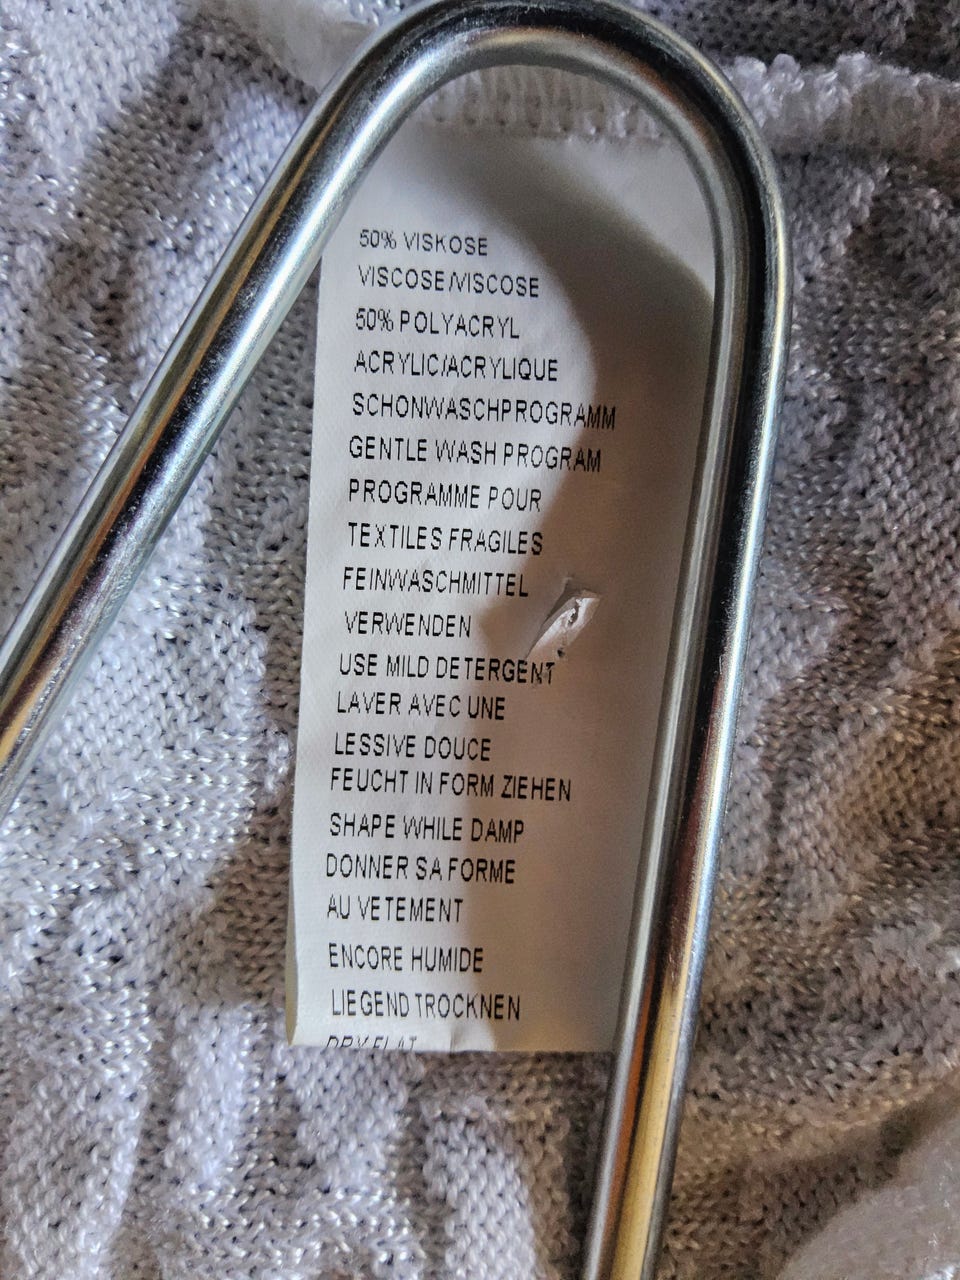 50% VISKOSE
VISCOSE/VISCOSE
50% POLYACRYL
ACRYLIC/ACRYLIQUE
SCHONWASCHPROGRAMM
GENTLE WASH PROGRAM
PROGRAMME POUR
TEXTILES FRAGILES
FEINWASCHMITTEL
VERWENDEN
USE MILD DETERGENT
LAVER AVEC UNE
LESSIVE DOUCE
FEUCHT IN FORM ZIEHEN
SHAPE WHILE DAMP
DONNER SA FORME
AU VETEMENT
ENCORE HUMIDE
LIEGEND TROCKNEN
DRY FLAT